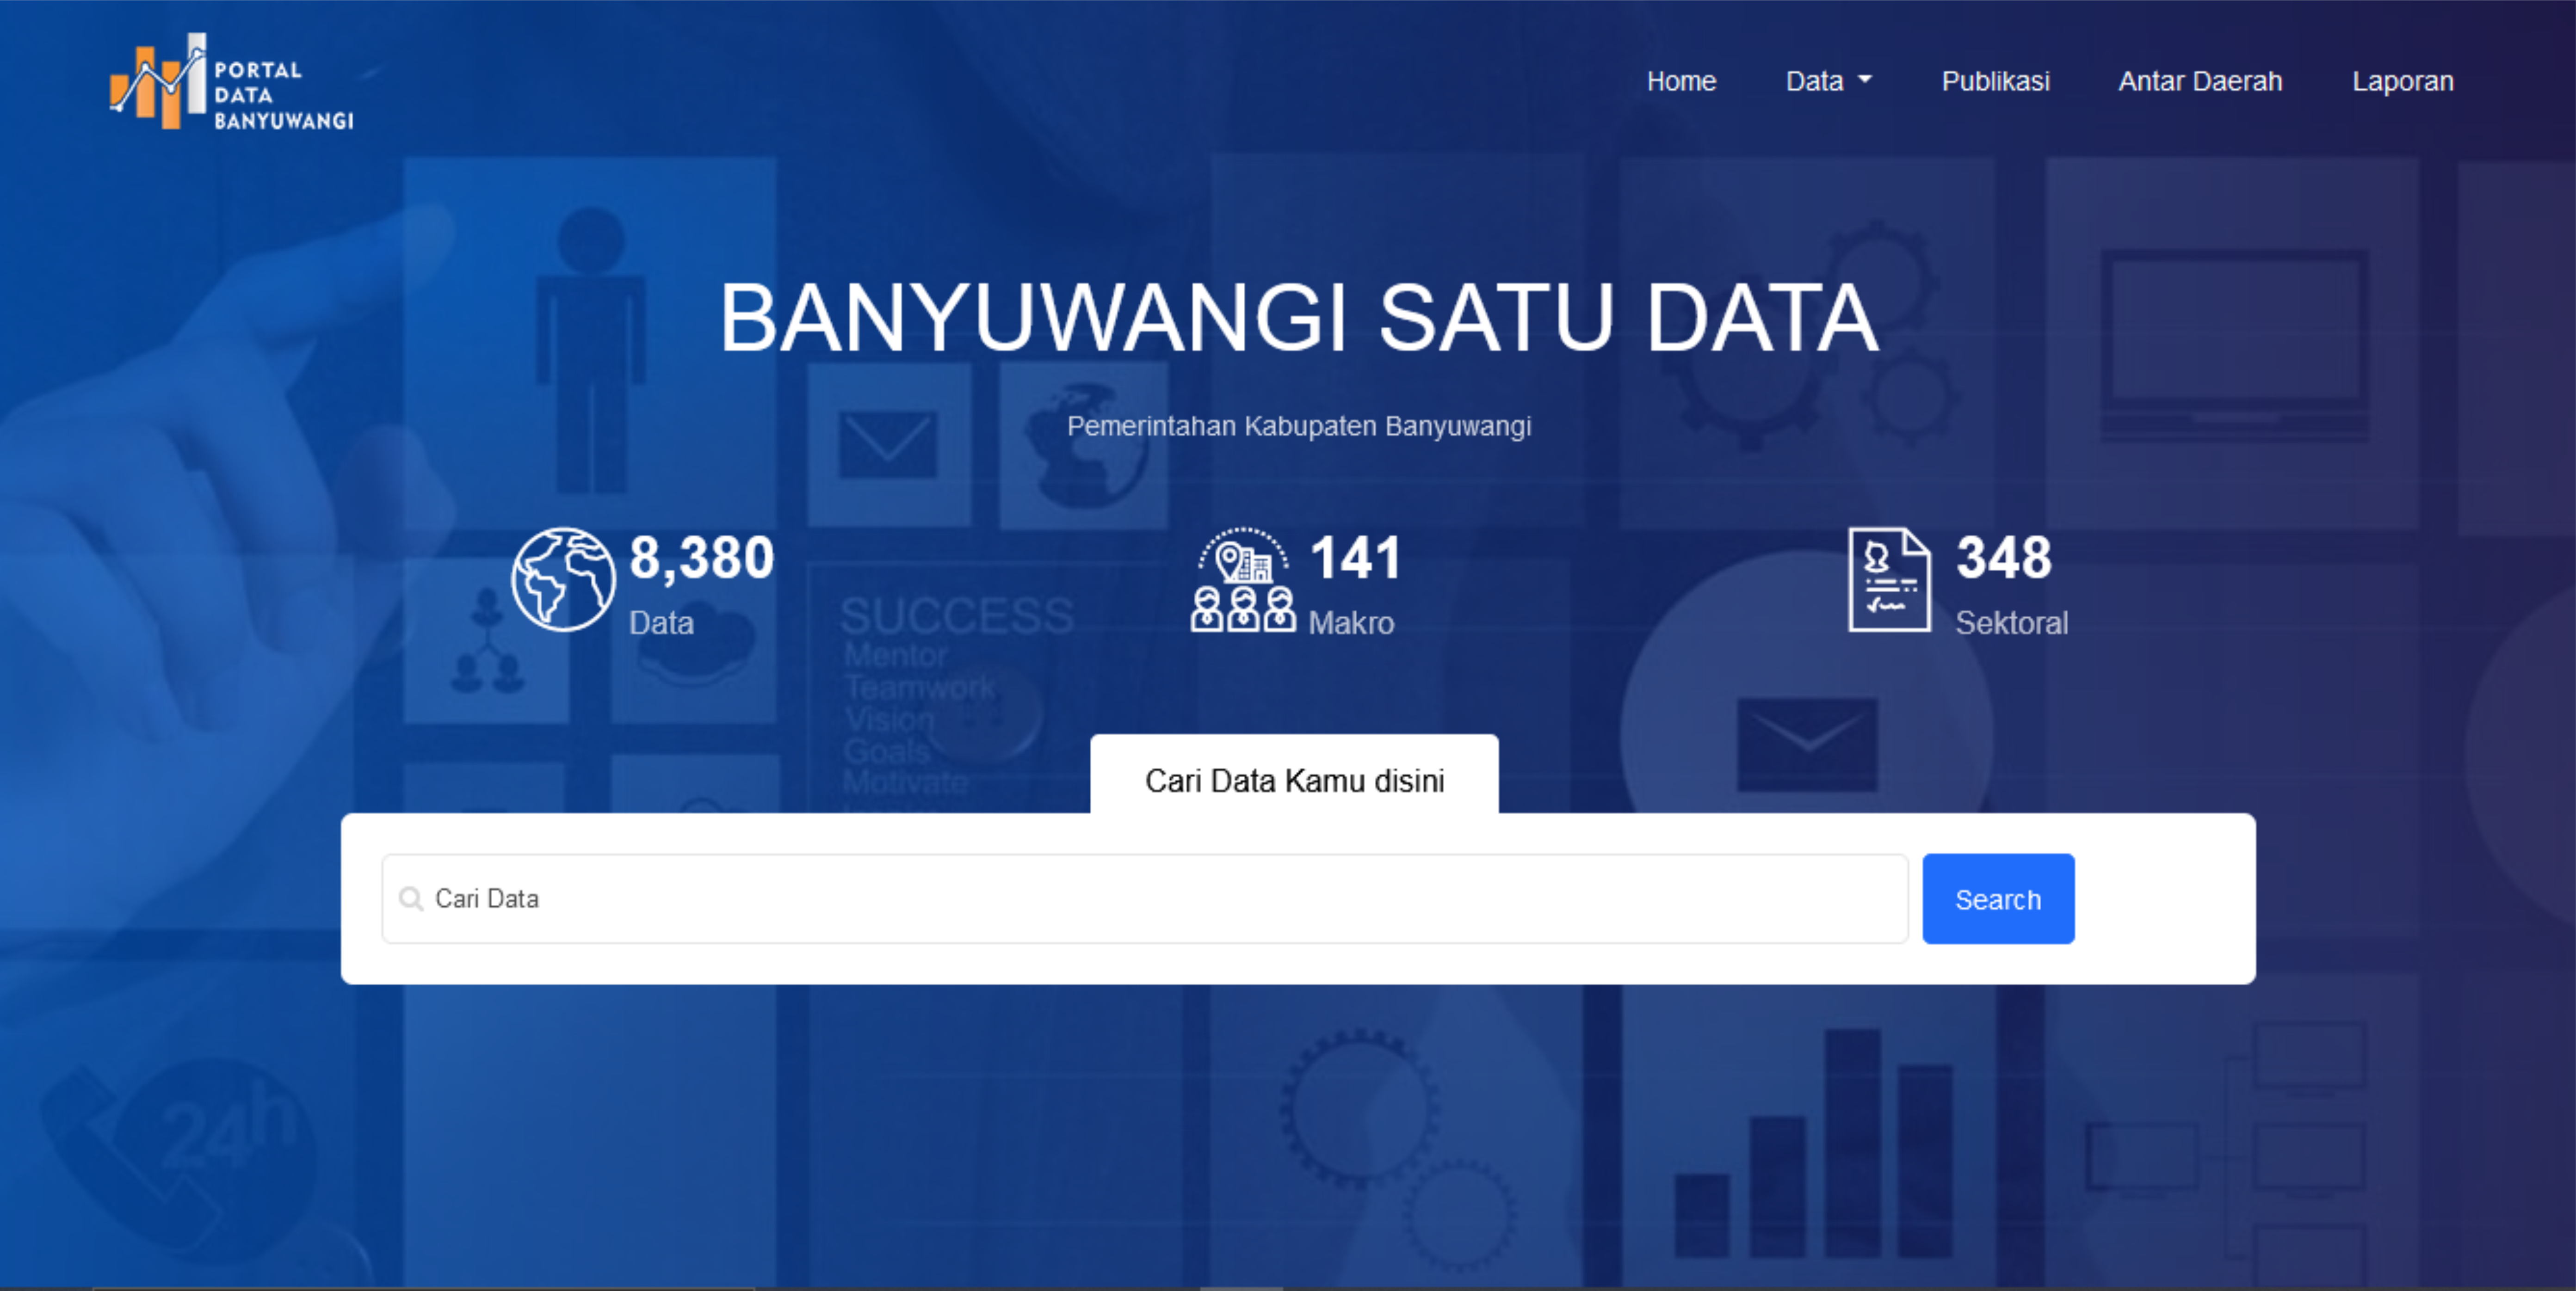 PORTAL
DATA
BANYUWANGI
Home
Data
Publikasi
Antar Daerah
Laporan
BANYUWANGI SATU DATA
Pemerintahan Kabupaten Banyuwangi
8,380
Data
141
Makro
348
Sektoral
SUCCESS
Mentor
Teamwork
Vision
Goals
Motivate
Cari Data Kamu disini
Cari Data
Search
24h